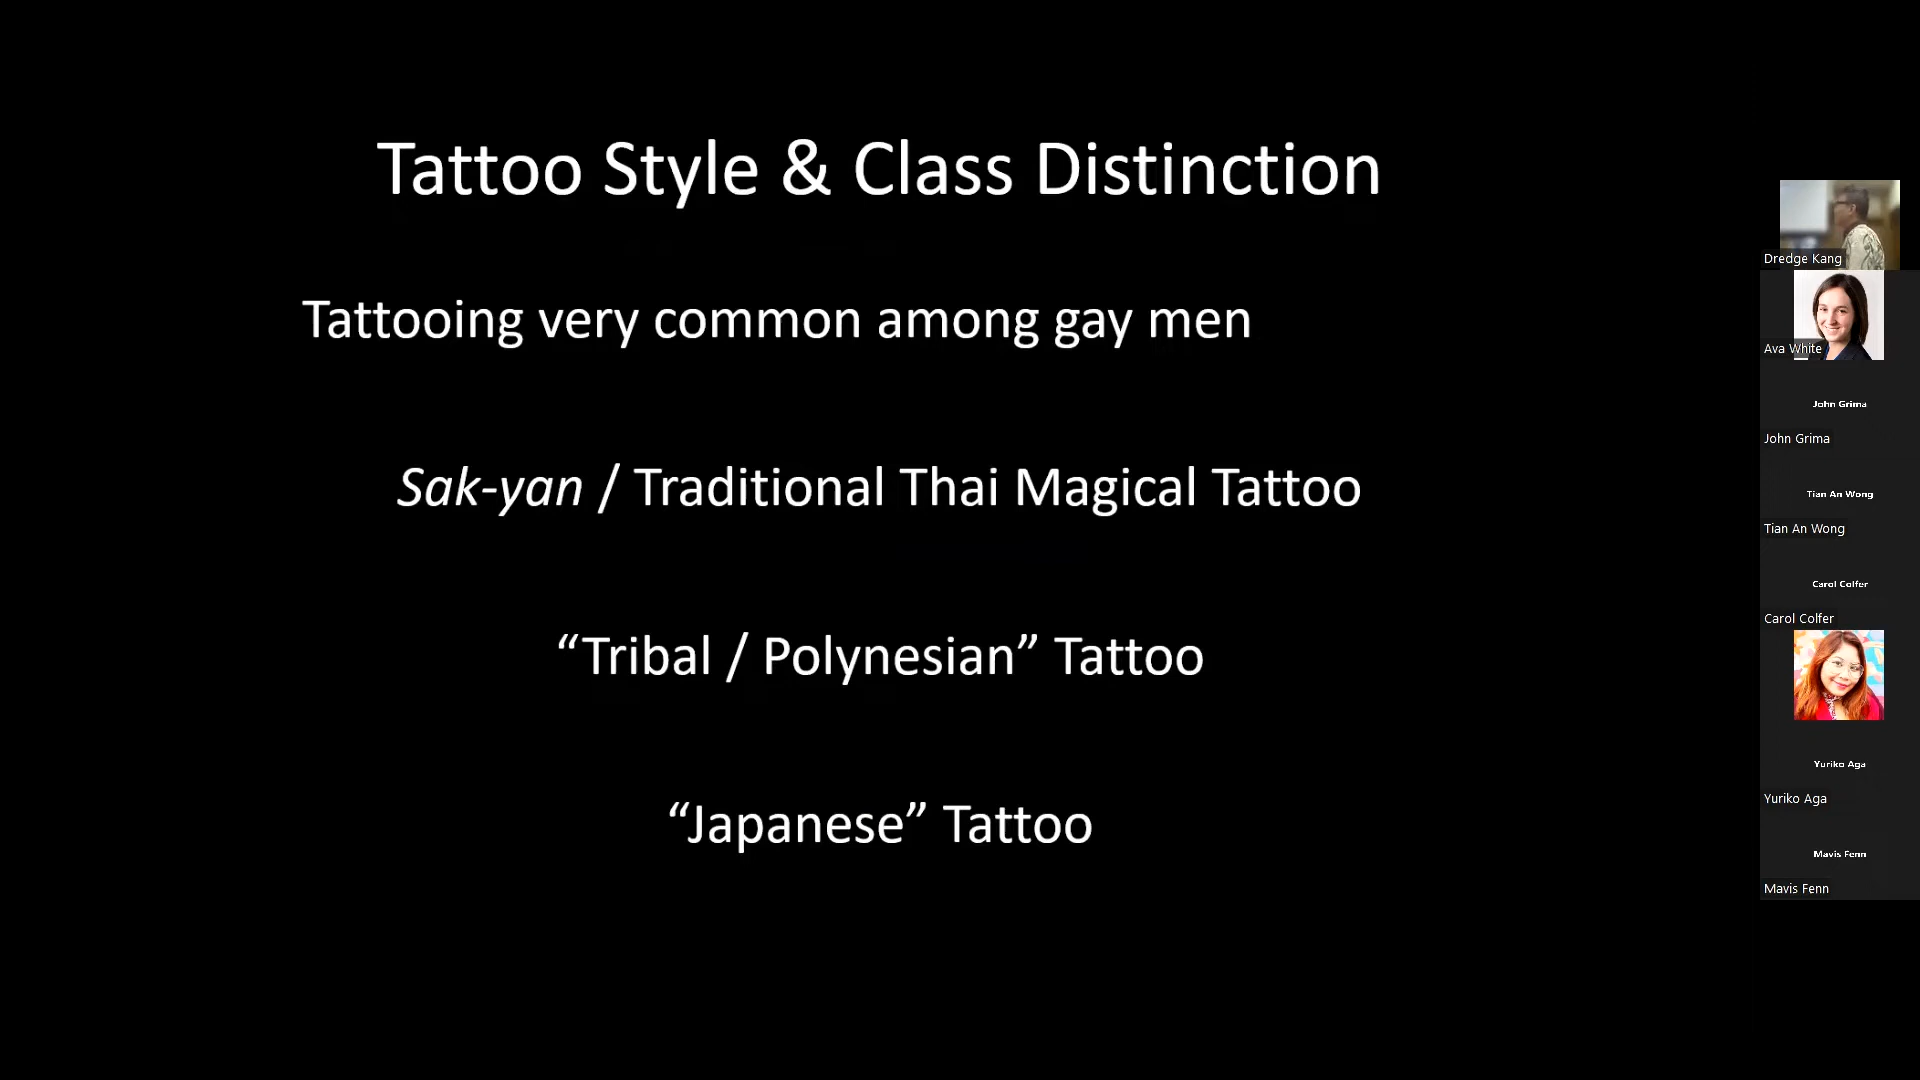 Tattoo Style & Class Distinction
Tattooing very common among gay men
Sak-yan / Traditional Thai Magical Tattoo
“Tribal / Polynesian” Tattoo
“Japanese” Tattoo
Dredge Kang
Ava White
John Grima
John Grima
Tian An Wong
Tian An Wong
Carol Colfer
Carol Colfer
Yuriko Aga
Yuriko Aga
Mavis Fenn
Mavis Fenn